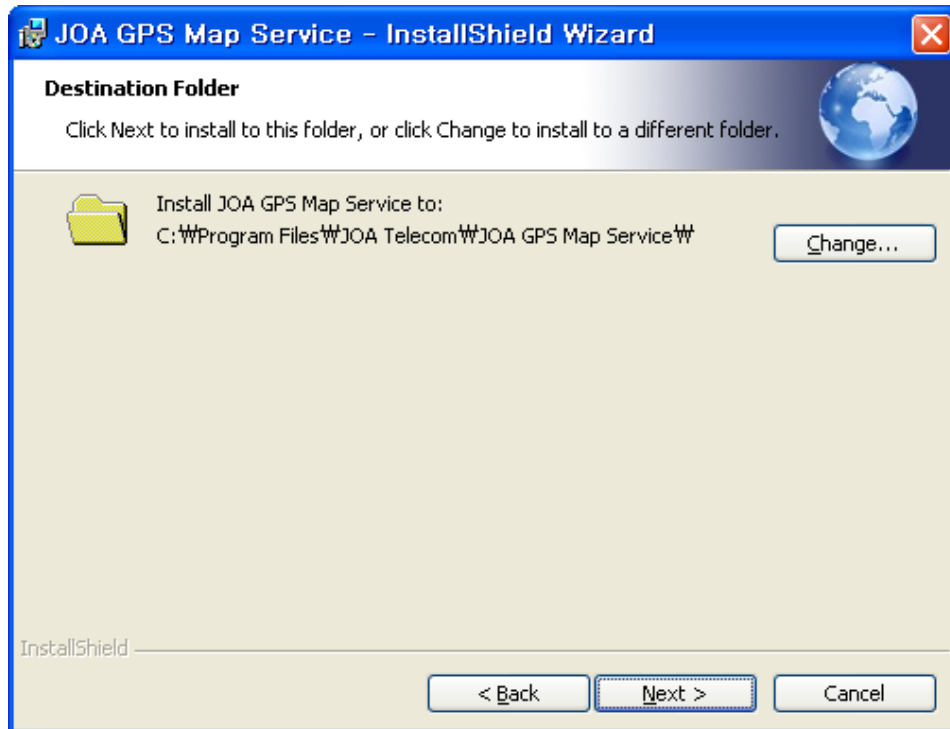 JOA GPS Map Service - InstallShield Wizard
Destination Folder
Click Next to install to this folder, or click Change to install to a different folder.
Install JOA GPS Map Service to:
C:₩Program Files₩JOA Telecom₩JOA GPS Map Service₩
Change...
InstallShield
< Back
Next >
Cancel